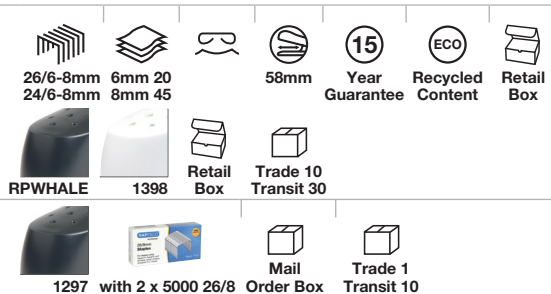 26/6-8mm 6mm 20 58mm 15 Year ECO Recycled Retail
24/6-8mm 8mm 45 Guarantee Content Box
RPWHALE 1398 Retail Box Trade 10
Transit 30
1297 with 2 x 5000 26/8 Mail Order Box Trade 1
Transit 10
Staples